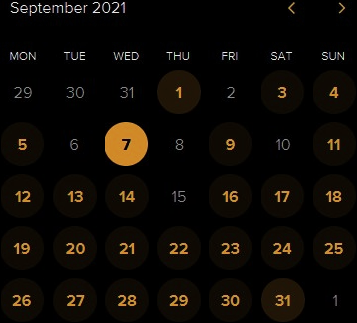 September 2021
MON TUE WED THU FRI SAT SUN
29 30 31 1 2 3 4
5 6 7 8 9 10 11
12 13 14 15 16 17 18
19 20 21 22 23 24 25
26 27 28 29 30 31 1